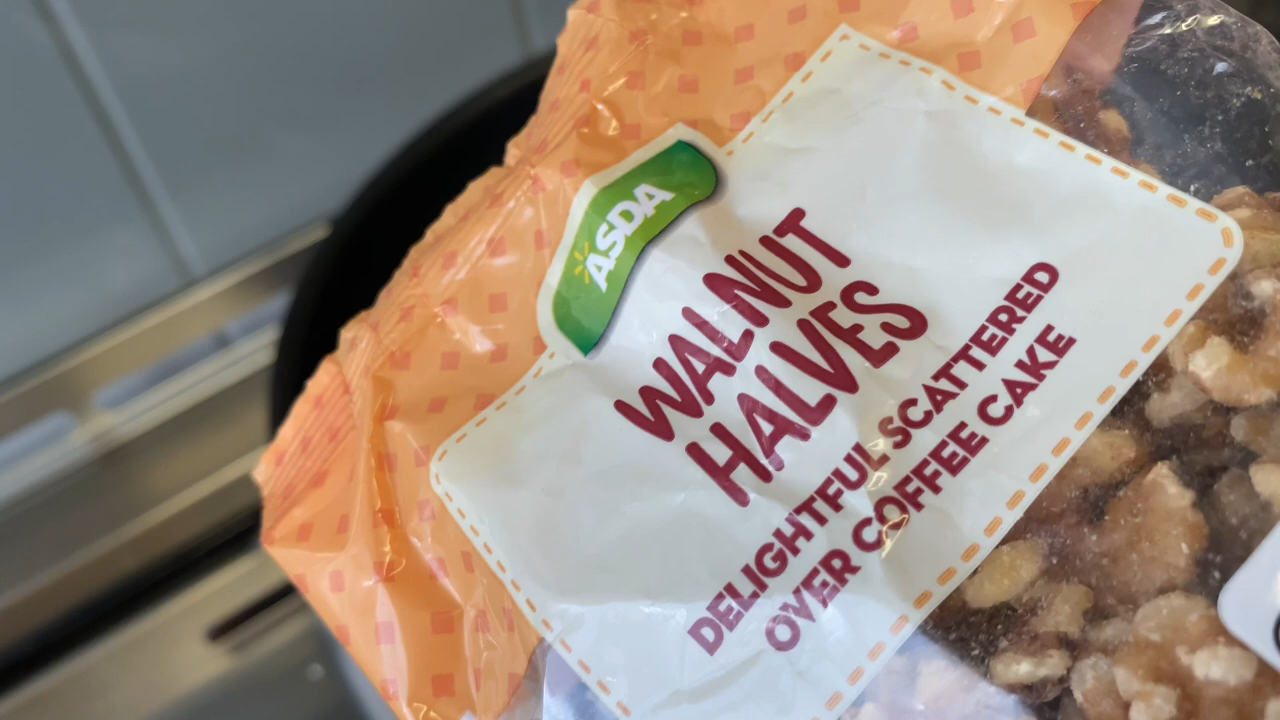 ASDA
WALNUT
HALVES
DELIGHTFUL SCATTERED
OVER COFFEE CAKE